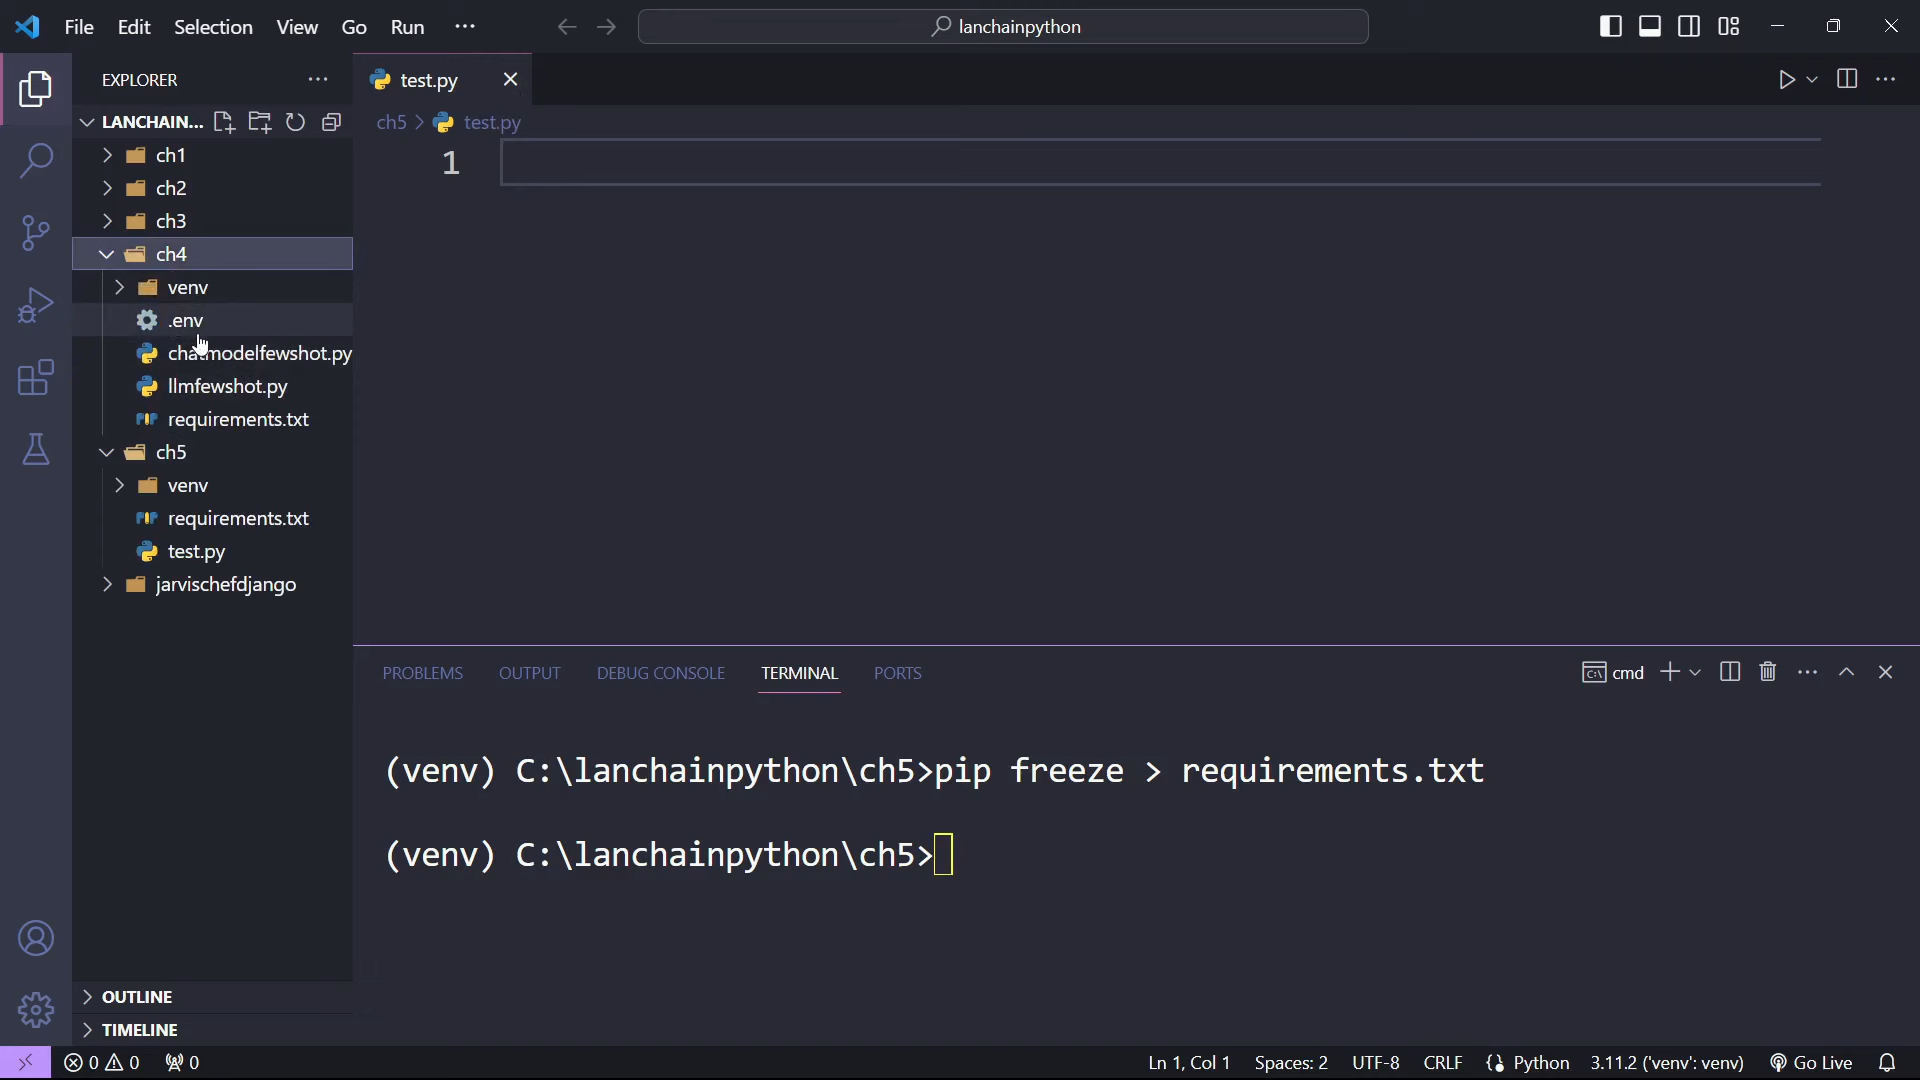 File Edit Selection View Go Run ···
lanchainpython
EXPLORER ···
LANCHAIN...
ch1
ch2
ch3
ch4
venv
.env
chatmodelfewshot.py
llmfewshot.py
requirements.txt
ch5
venv
requirements.txt
test.py
jarvischefdjango
OUTLINE
TIMELINE
test.py
ch5 > test.py
1
PROBLEMS OUTPUT DEBUG CONSOLE TERMINAL PORTS
cmd
(venv) C:\lanchainpython\ch5>pip freeze > requirements.txt
(venv) C:\lanchainpython\ch5>
0 0 0
Ln 1, Col 1 Spaces: 2 UTF-8 CRLF {} Python 3.11.2 ('venv': venv) Go Live